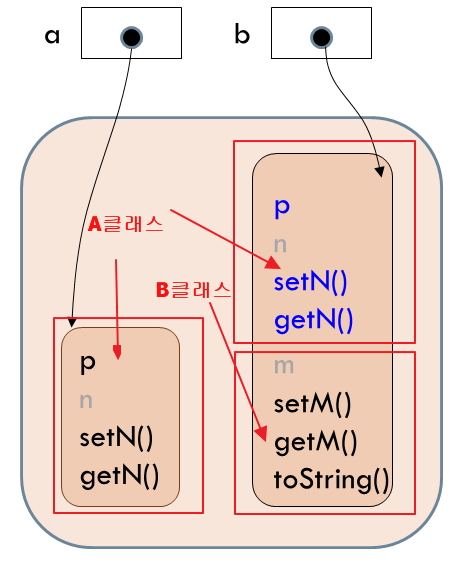 a
b
A클래스
B클래스
p
n
setN()
getN()
p
n
setN()
getN()
m
setM()
getM()
toString()